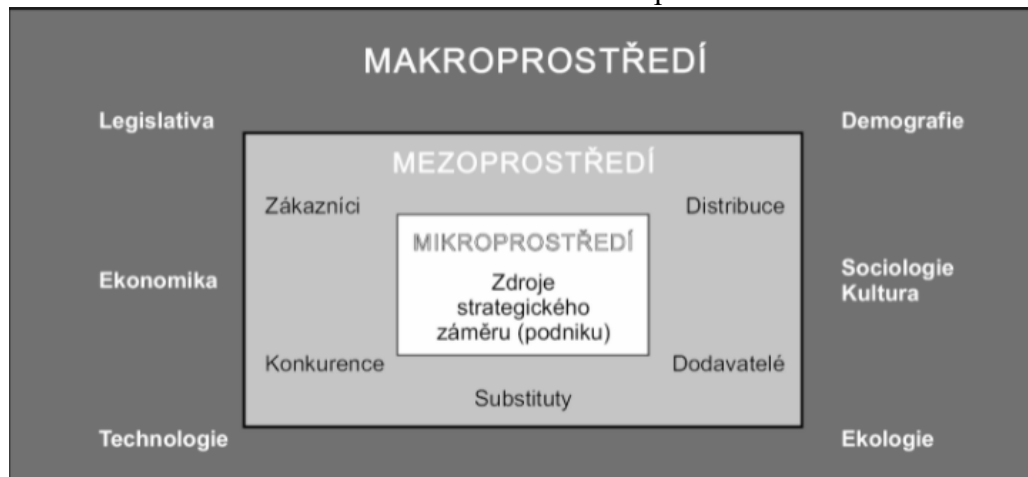 MAKROPROSTŘEDÍ
Legislativa
Demografie
MEZOPROSTŘEDÍ
Zákazníci
Distribuce
MIKROPROSTŘEDÍ
Zdroje
strategického
záměru (podniku)
Ekonomika
Sociologie
Kultura
Konkurence
Dodavatelé
Substituty
Technologie
Ekologie